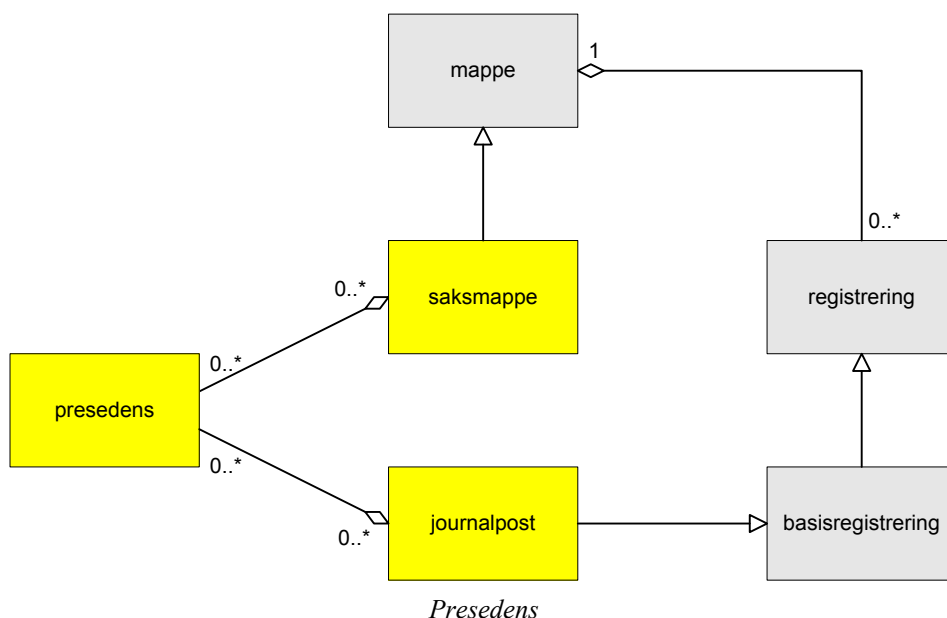 1
mappe
0..*
0..*
saksmappe
registrering
0..*
presedens
0..*
journalpost
basisregistrering
0..*
Presedens